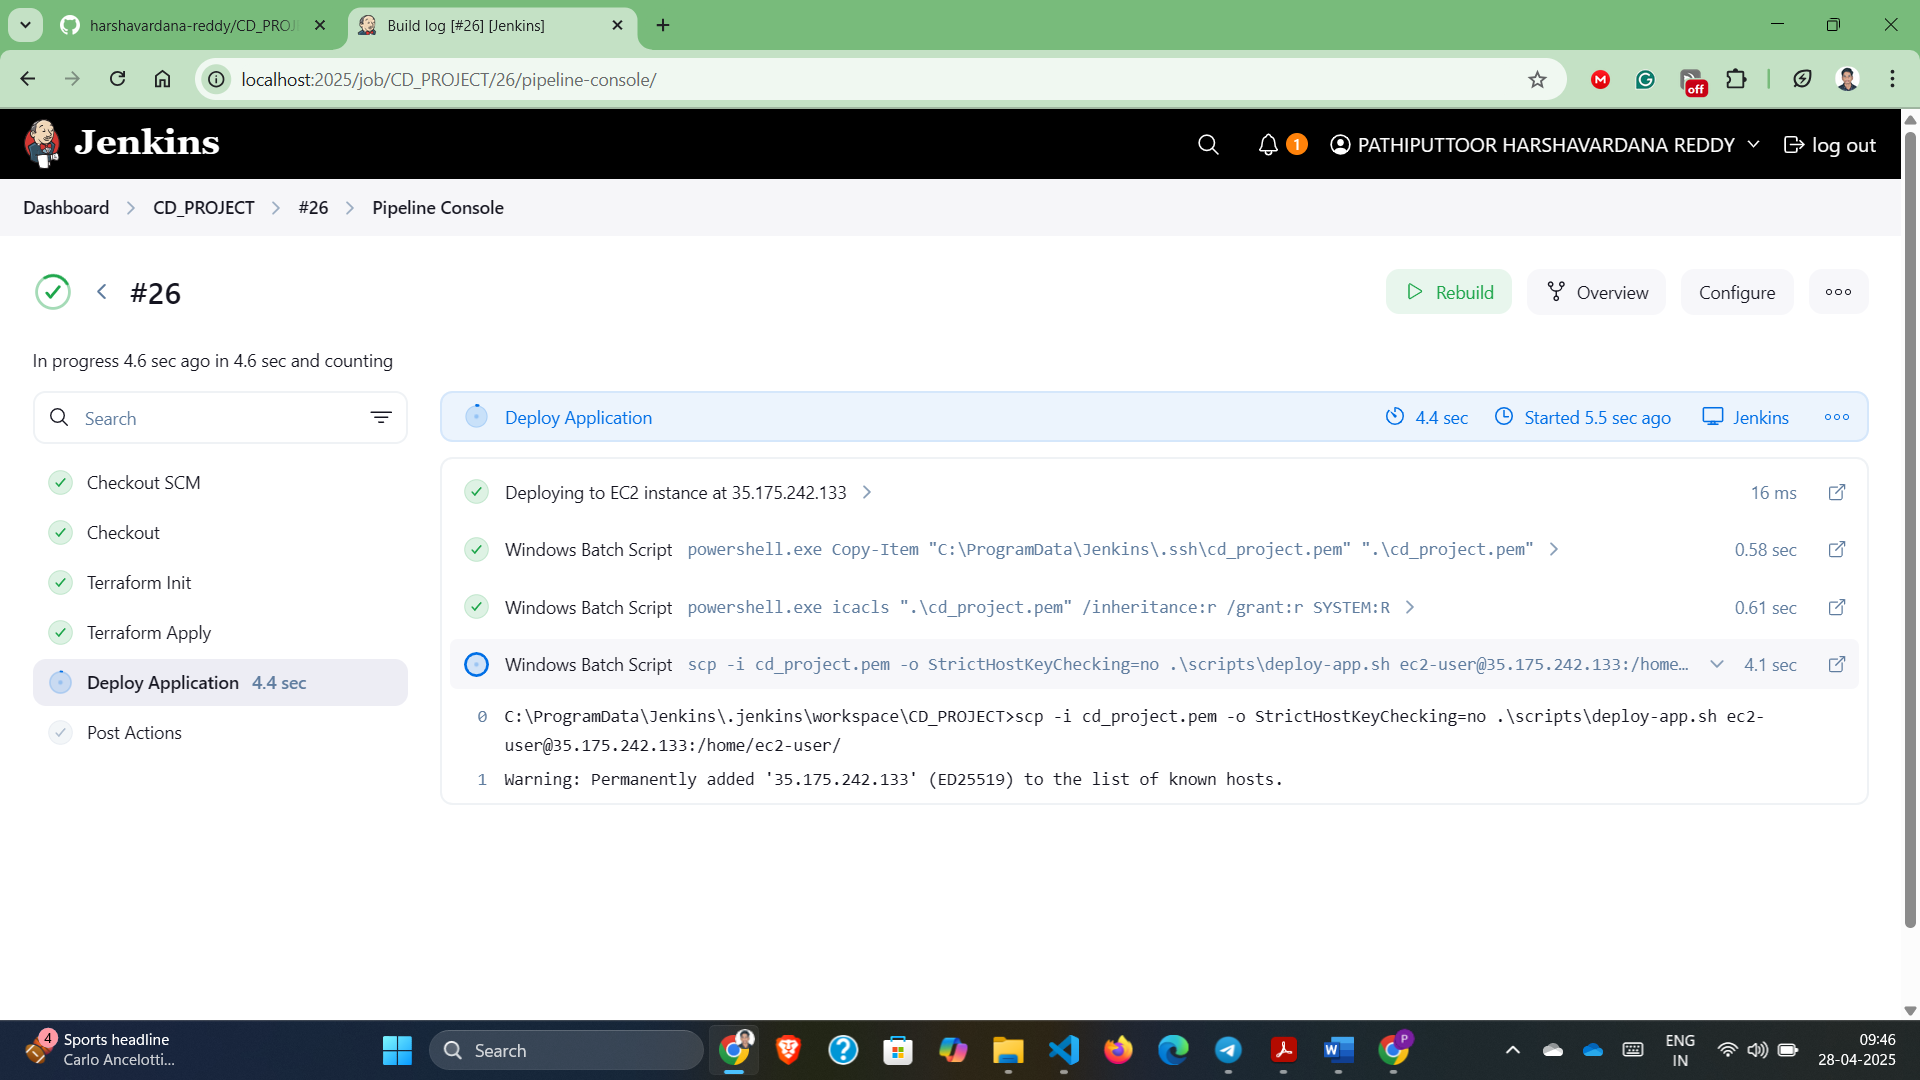 harshavardana-reddy/CD_PROJ
Build log [#26] [Jenkins]
localhost:2025/job/CD_PROJECT/26/pipeline-console/
off
Jenkins
1
PATHIPUTTOOR HARSHAVARDANA REDDY
log out
Dashboard
CD_PROJECT
#26
Pipeline Console
#26
Rebuild
Overview
Configure
In progress 4.6 sec ago in 4.6 sec and counting
Search
Deploy Application
4.4 sec
Started 5.5 sec ago
Jenkins
Checkout SCM
Checkout
Terraform Init
Terraform Apply
Deploy Application 4.4 sec
Post Actions
Deploying to EC2 instance at 35.175.242.133
16 ms
Windows Batch Script powershell.exe Copy-Item "C:\ProgramData\Jenkins\.ssh\cd_project.pem" ".\cd_project.pem"
0.58 sec
Windows Batch Script powershell.exe icacls ".\cd_project.pem" /inheritance:r /grant:r SYSTEM:R
0.61 sec
Windows Batch Script scp -i cd_project.pem -o StrictHostKeyChecking=no .\scripts\deploy-app.sh ec2-user@35.175.242.133:/home...
4.1 sec
0 C:\ProgramData\Jenkins\.jenkins\workspace\CD_PROJECT>scp -i cd_project.pem -o StrictHostKeyChecking=no .\scripts\deploy-app.sh ec2-
user@35.175.242.133:/home/ec2-user/
1 Warning: Permanently added '35.175.242.133' (ED25519) to the list of known hosts.
4
Sports headline
Carlo Ancelotti...
Search
P
ENG
IN
09:46
28-04-2025